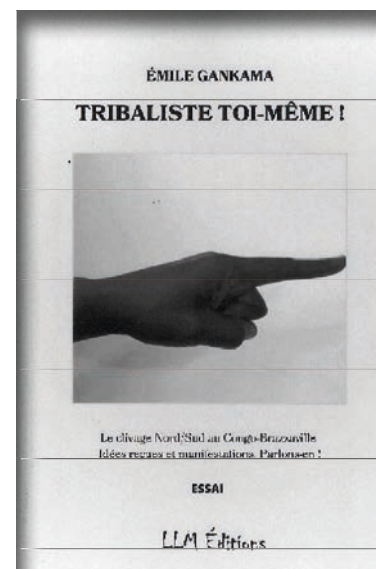 ÉMILE GANKAMA
TRIBALISTE TOI-MÊME !
Le clivage Nord/Sud au Congo-Brazzaville
Idées reçues et manifestations. Parlons-en !
ESSAI
LLM Éditions